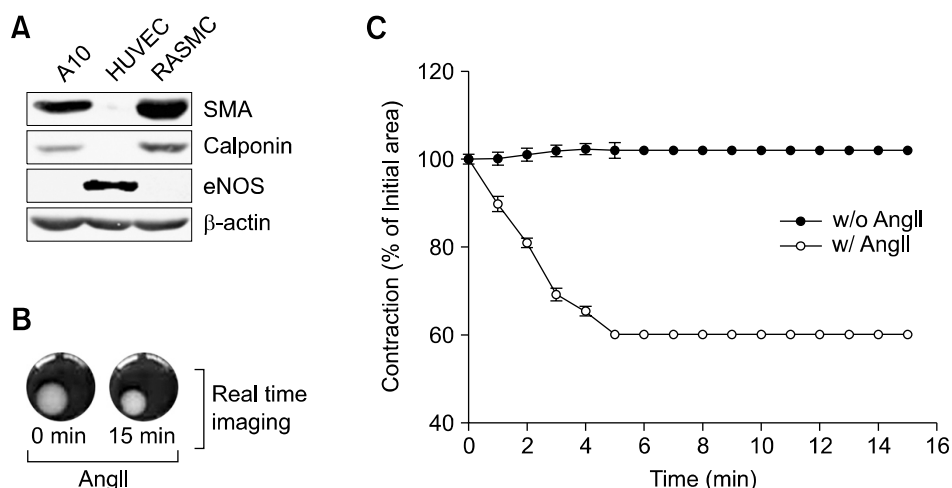 A
A10 HUVEC RASMC
SMA
Calponin
eNOS
β-actin
B
0 min 15 min
AngII
Real time
imaging
C
120
100
80
60
40
0 2 4 6 8 10 12 14 16
Contraction (% of Initial area)
Time (min)
w/o AngII
w/ AngII